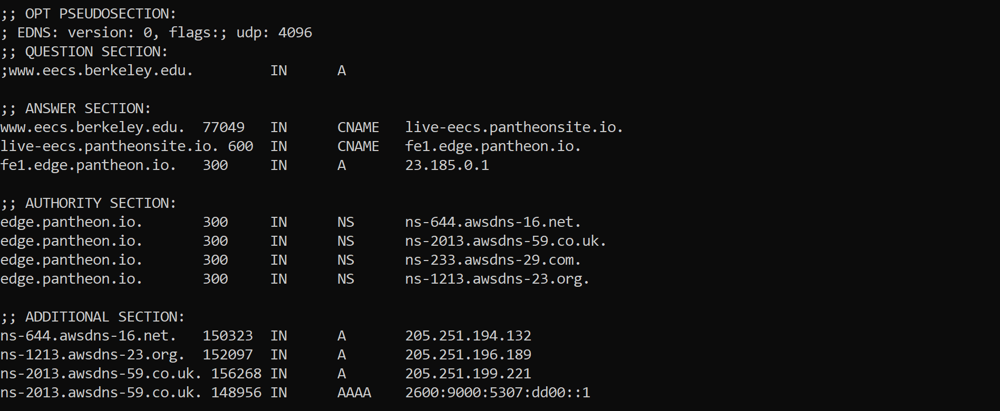 ;; OPT PSEUDOSECTION:
; EDNS: version: 0, flags:; udp: 4096
;; QUESTION SECTION:
;www.eecs.berkeley.edu.         IN      A

;; ANSWER SECTION:
www.eecs.berkeley.edu.  77049   IN      CNAME   live-eecs.pantheonsite.io.
live-eecs.pantheonsite.io. 600  IN      CNAME   fe1.edge.pantheon.io.
fe1.edge.pantheon.io.   300     IN      A       23.185.0.1

;; AUTHORITY SECTION:
edge.pantheon.io.       300     IN      NS      ns-644.awsdns-16.net.
edge.pantheon.io.       300     IN      NS      ns-2013.awsdns-59.co.uk.
edge.pantheon.io.       300     IN      NS      ns-233.awsdns-29.com.
edge.pantheon.io.       300     IN      NS      ns-1213.awsdns-23.org.

;; ADDITIONAL SECTION:
ns-644.awsdns-16.net.   150323  IN      A       205.251.194.132
ns-1213.awsdns-23.org.  152097  IN      A       205.251.196.189
ns-2013.awsdns-59.co.uk. 156268 IN      A       205.251.199.221
ns-2013.awsdns-59.co.uk. 148956 IN      AAAA    2600:9000:5307:dd00::1